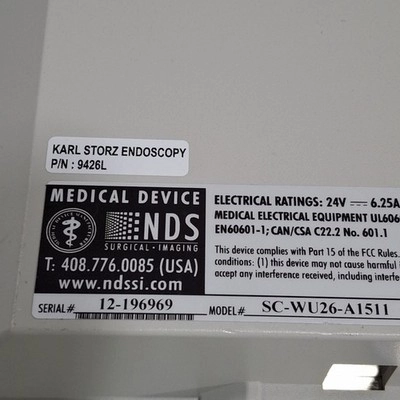 KARL STORZ ENDOSCOPY
P/N : 9426L
MEDICAL DEVICE
NDS
SURGICAL · IMAGING
T: 408.776.0085 (USA)
www.ndssi.com
ELECTRICAL RATINGS: 24V ⎓ 6.25A
MEDICAL ELECTRICAL EQUIPMENT
EN60601-1; CAN/CSA C22.2 No. 601.1
This device complies with Part 15 of the FCC Rules.
conditions: (1) this device may not cause harmful
accept any interference received, including
SERIAL# 12-196969
MODEL# SC-WU26-A1511